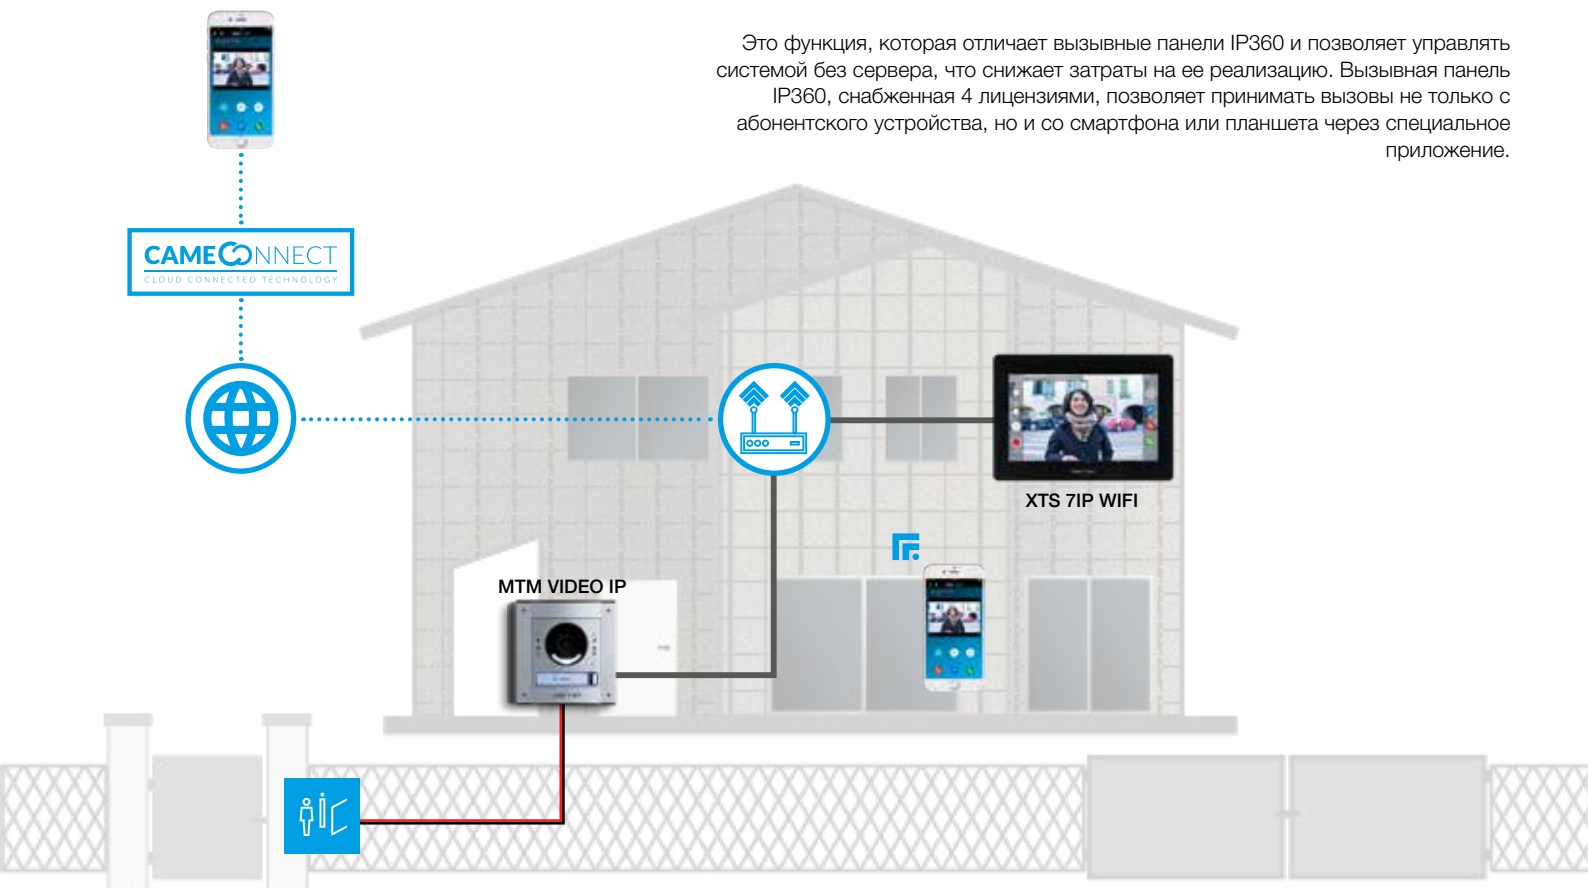 Это функция, которая отличает вызывные панели IP360 и позволяет управлять
системой без сервера, что снижает затраты на ее реализацию. Вызывная панель
IP360, снабженная 4 лицензиями, позволяет принимать вызовы не только с
абонентского устройства, но и со смартфона или планшета через специальное
приложение.
CAMECONNECT
CLOUD CONNECTED TECHNOLOGY
XTS 7IP WIFI
MTM VIDEO IP